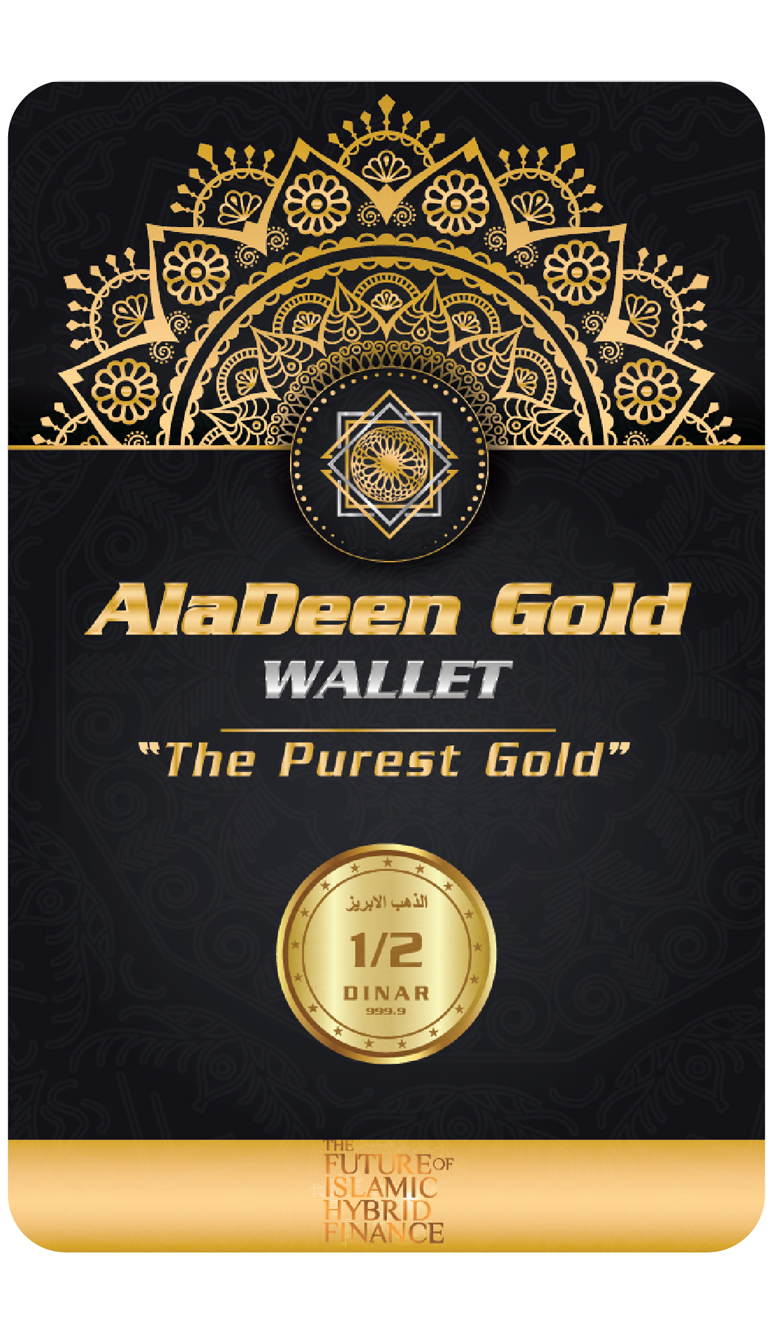 AlaDeen Gold
WALLET
“The Purest Gold”
الذهب الابريز
1/2
DINAR
999.9
THE
FUTURE OF
ISLAMIC
HYBRID
FINANCE